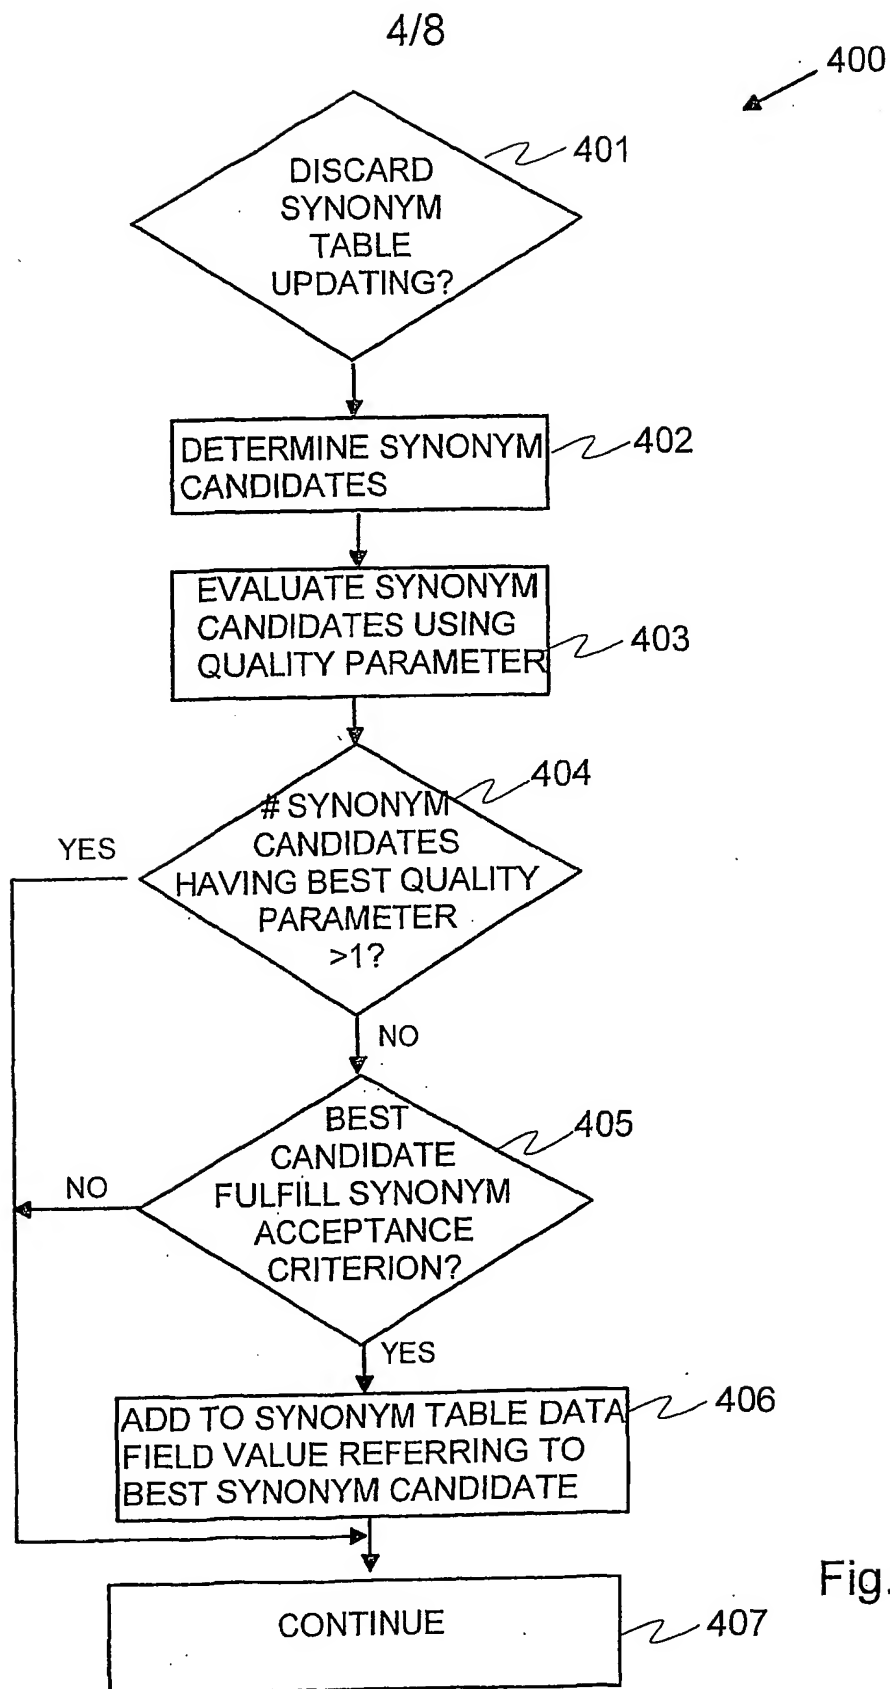 4/8
400
401
DISCARD
SYNONYM
TABLE
UPDATING?
DETERMINE SYNONYM
CANDIDATES
402
EVALUATE SYNONYM
CANDIDATES USING
QUALITY PARAMETER
403
404
# SYNONYM
CANDIDATES
HAVING BEST QUALITY
PARAMETER
>1?
YES
NO
405
BEST
CANDIDATE
FULFILL SYNONYM
ACCEPTANCE
CRITERION?
NO
YES
406
ADD TO SYNONYM TABLE DATA
FIELD VALUE REFERRING TO
BEST SYNONYM CANDIDATE
Fig.
CONTINUE
407